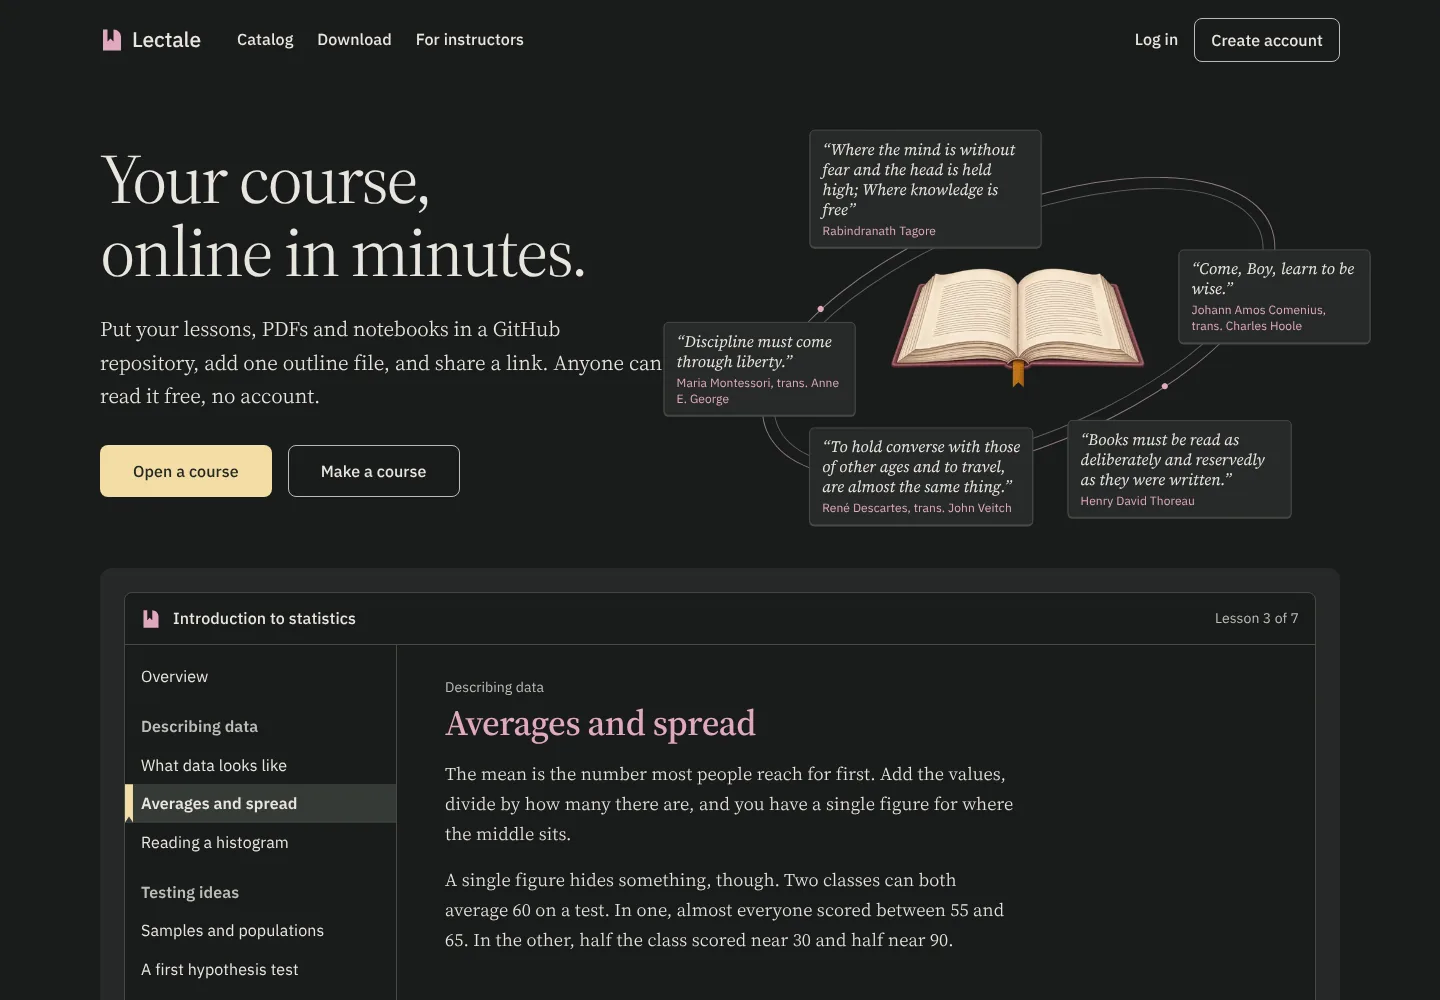 Lectale
Catalog
Download
For instructors
Log in
Create account
Your course,
online in minutes.
Put your lessons, PDFs and notebooks in a GitHub
repository, add one outline file, and share a link. Anyone can
read it free, no account.
Open a course
Make a course
“Where the mind is without
fear and the head is held
high; Where knowledge is
free”
Rabindranath Tagore
“Come, Boy, learn to be
wise.”
Johann Amos Comenius,
trans. Charles Hoole
“Discipline must come
through liberty.”
Maria Montessori, trans. Anne
E. George
“To hold converse with those
of other ages and to travel,
are almost the same thing.”
René Descartes, trans. John Veitch
“Books must be read as
deliberately and reservedly
as they were written.”
Henry David Thoreau
Introduction to statistics
Lesson 3 of 7
Overview
Describing data
What data looks like
Averages and spread
Reading a histogram
Testing ideas
Samples and populations
A first hypothesis test
Describing data
Averages and spread
The mean is the number most people reach for first. Add the values,
divide by how many there are, and you have a single figure for where
the middle sits.
A single figure hides something, though. Two classes can both
average 60 on a test. In one, almost everyone scored between 55 and
65. In the other, half the class scored near 30 and half near 90.